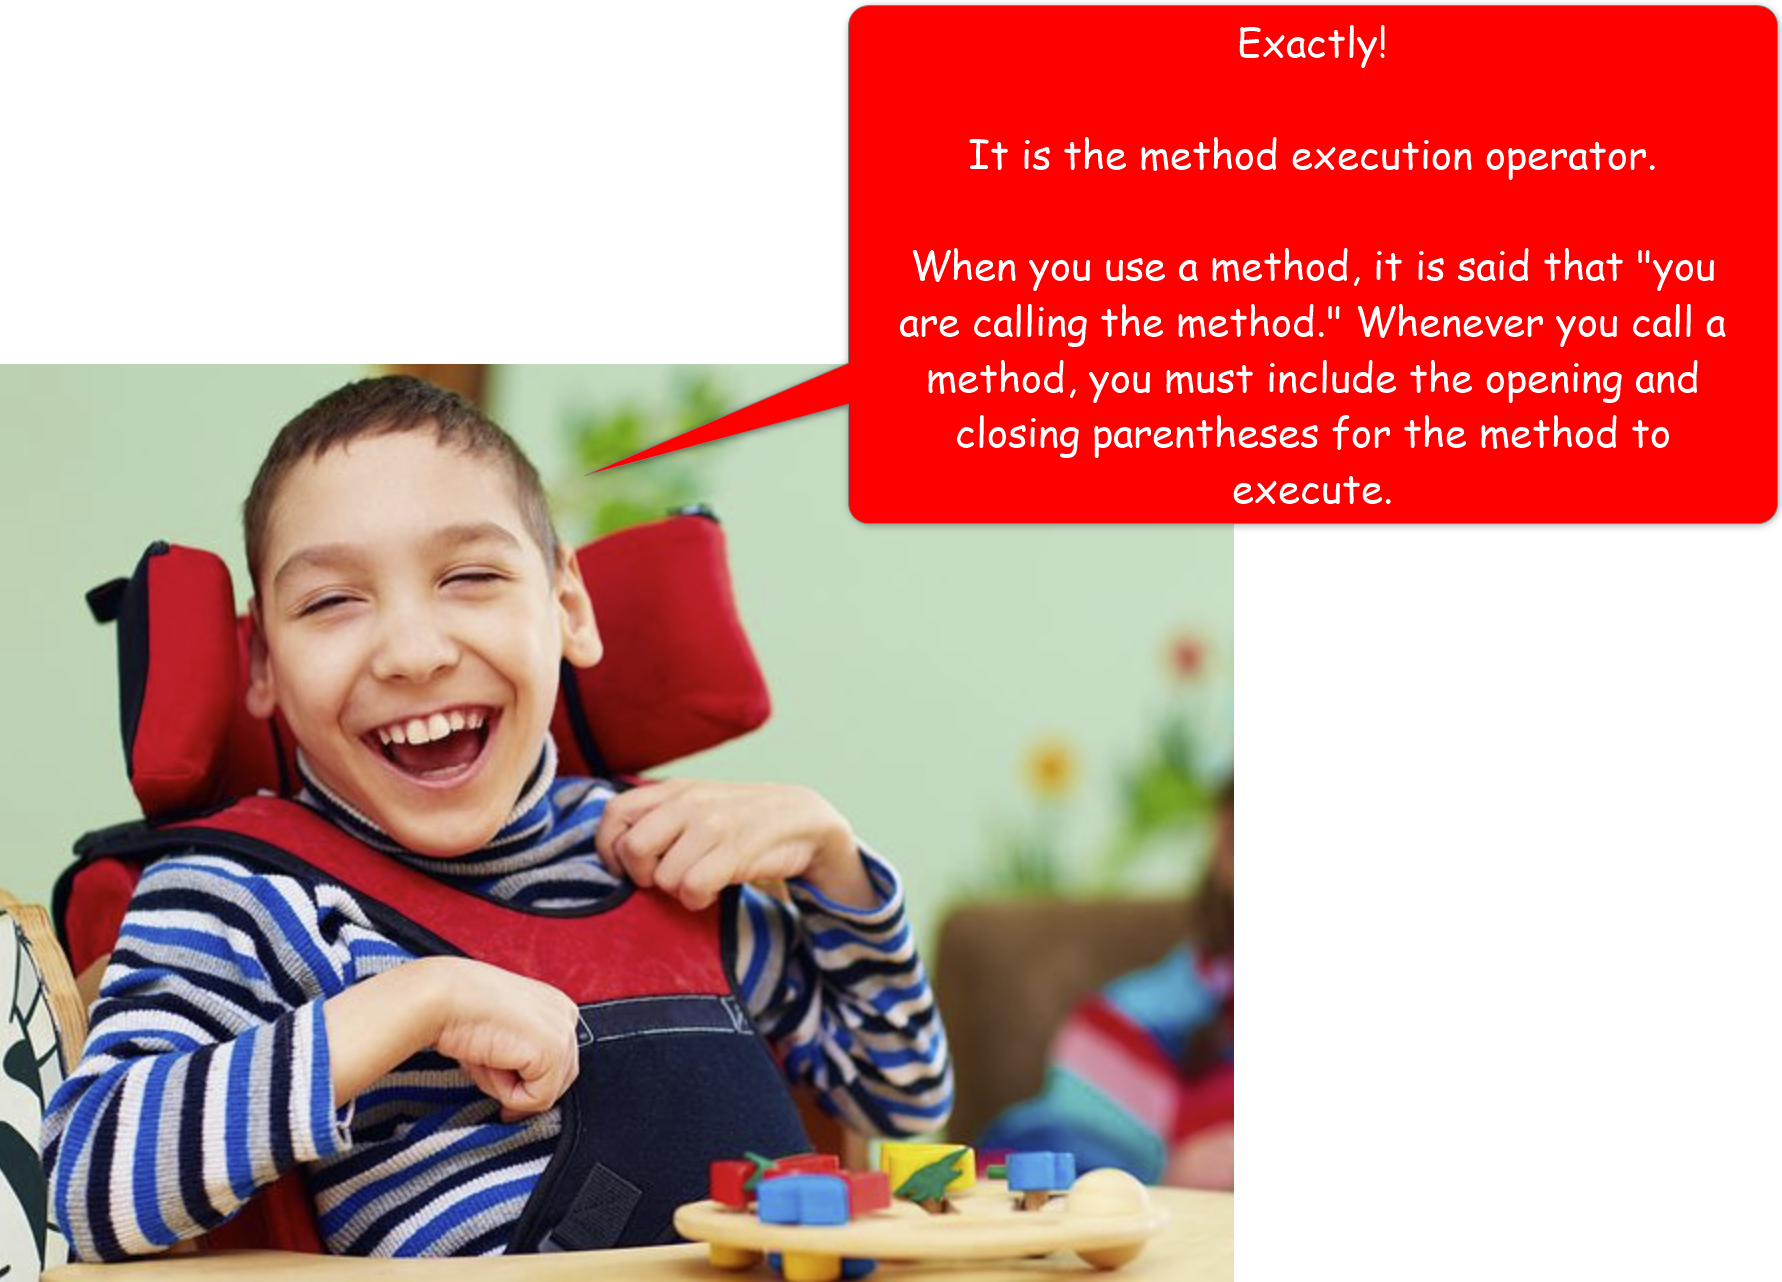 Exactly!
It is the method execution operator.
When you use a method, it is said that "you
are calling the method." Whenever you call a
method, you must include the opening and
closing parentheses for the method to
execute.